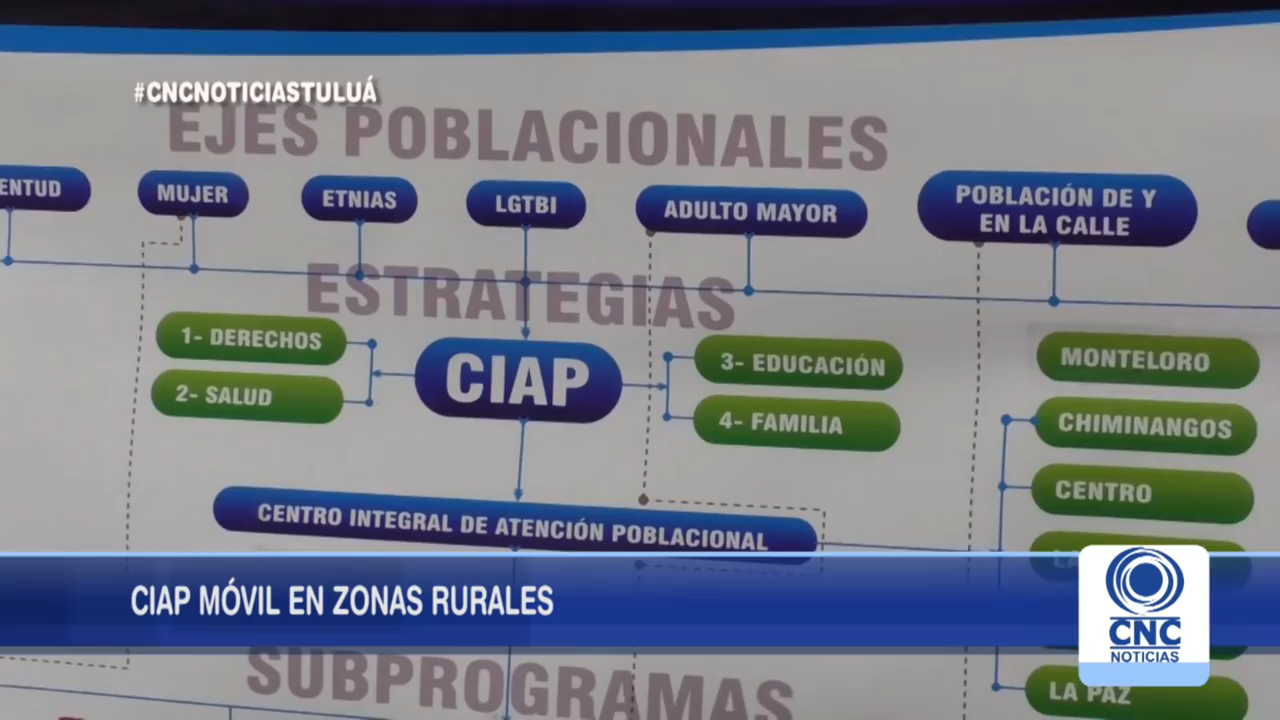 #CNCNOTICIASTULUÁ
EJES POBLACIONALES
ENTUD
MUJER
ETNIAS
LGTBI
ADULTO MAYOR
POBLACIÓN DE Y
EN LA CALLE
ESTRATEGIAS
1- DERECHOS
2- SALUD
CIAP
3- EDUCACIÓN
4- FAMILIA
MONTELORO
CHIMINANGOS
CENTRO
CENTRO INTEGRAL DE ATENCIÓN POBLACIONAL
CIAP MÓVIL EN ZONAS RURALES
CNC
NOTICIAS
SUBPROGRAMAS
LA PAZ